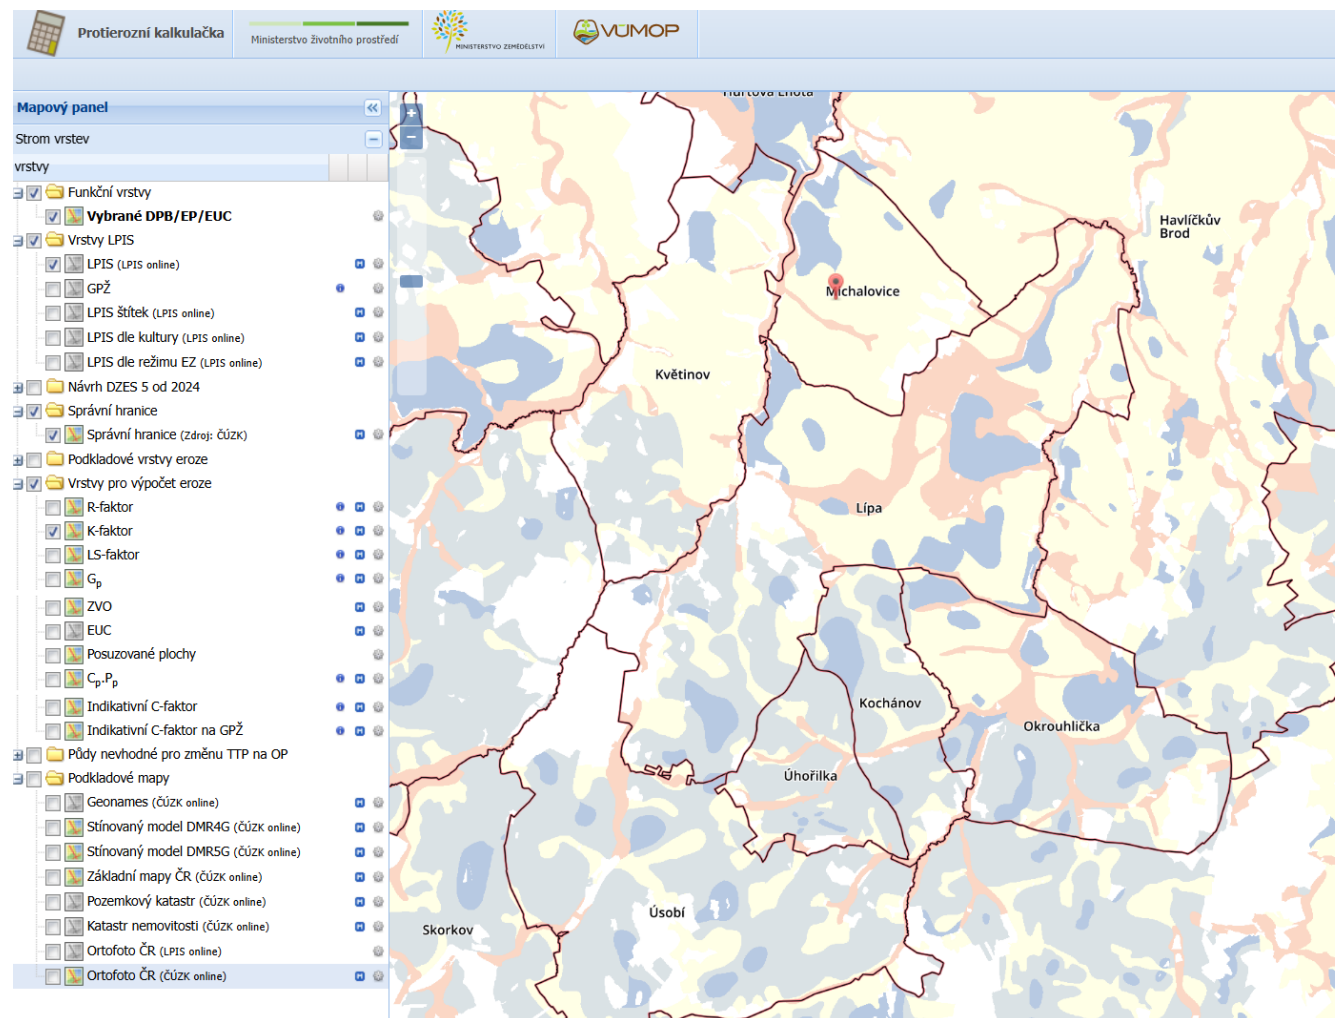 Protierozní kalkulačka
Ministerstvo životního prostředí
MINISTERSTVO ZEMĚDĚLSTVÍ
VÚMOP
Mapový panel
Strom vrstev
vrstvy
Funkční vrstvy
Vybrané DPB/EP/EUC
Vrstvy LPIS
LPIS (LPIS online)
GPŽ
LPIS štítek (LPIS online)
LPIS dle kultury (LPIS online)
LPIS dle režimu EZ (LPIS online)
Návrh DZES 5 od 2024
Správní hranice
Správní hranice (Zdroj: ČÚZK)
Podkladové vrstvy eroze
Vrstvy pro výpočet eroze
R-faktor
K-faktor
LS-faktor
Gp
ZVO
EUC
Posuzované plochy
Cp.Pp
Indikativní C-faktor
Indikativní C-faktor na GPŽ
Půdy nevhodné pro změnu TTP na OP
Podkladové mapy
Geonames (ČÚZK online)
Stínovaný model DMR4G (ČÚZK online)
Stínovaný model DMR5G (ČÚZK online)
Základní mapy ČR (ČÚZK online)
Pozemkový katastr (ČÚZK online)
Katastr nemovitostí (ČÚZK online)
Ortofoto ČR (LPIS online)
Ortofoto ČR (ČÚZK online)
Havlíčkův
Brod
Michalovice
Květinov
Lípa
Kochánov
Okrouhlička
Úhořilka
Úsobí
Skorkov